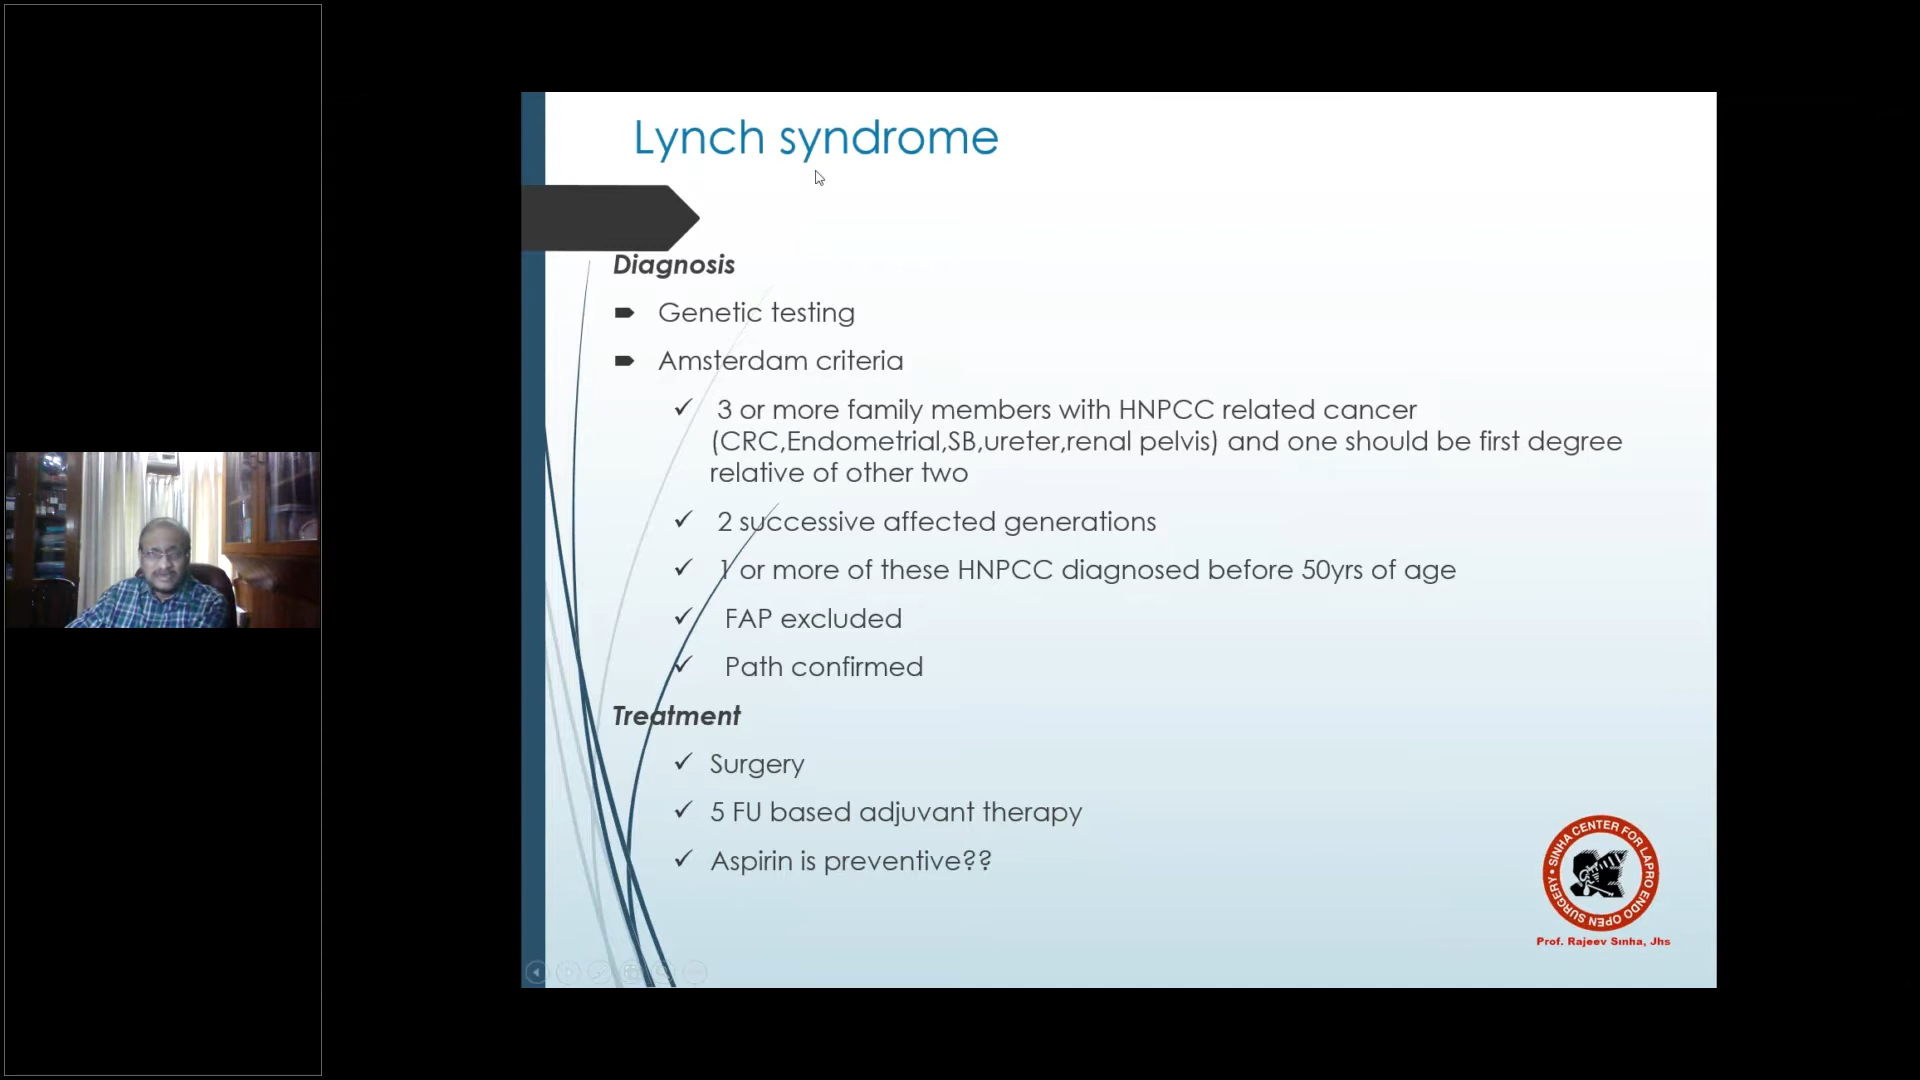 Lynch syndrome
Diagnosis
Genetic testing
Amsterdam criteria
3 or more family members with HNPCC related cancer
(CRC,Endometrial,SB,ureter,renal pelvis) and one should be first degree
relative of other two
2 successive affected generations
1 or more of these HNPCC diagnosed before 50yrs of age
FAP excluded
Path confirmed
Treatment
Surgery
5 FU based adjuvant therapy
Aspirin is preventive??
SINHA CENTER FOR LAPRO ENDO OPEN SURGERY
Prof. Rajeev Sinha, Jhs